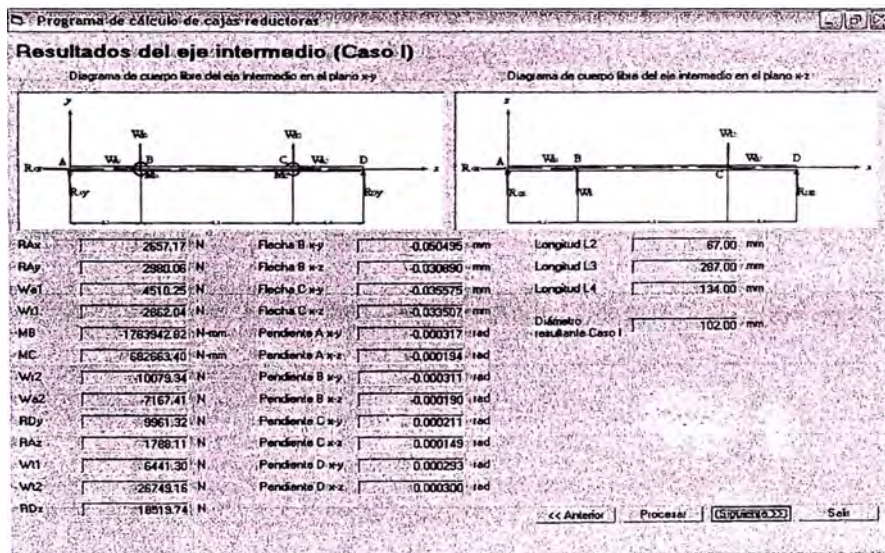 Programa de cálculo de cajas reductoras
Resultados del eje intermedio (Caso I)
Diagrama de cuerpo libre del eje intermedio en el plano x-y
Diagrama de cuerpo libre del eje intermedio en el plano x-z
y
A B C D x
RAy RDy
z
A B C D x
RAx 2657,17 N
RAy 2980.06 N
Wa1 4510.25 N
Wr1 -2862.04 N
MB -1763942.82 N-mm
MC 682663.40 N-mm
Wr2 -10079.34 N
Wa2 -7167.41 N
RDy 9961.32 N
RAz 1788.11 N
Wt1 6441.30 N
Wt2 -26749.16 N
RDz 18519.74 N
Flecha B x-y -0.050495 mm
Flecha B x-z -0.030890 mm
Flecha C x-y -0.035575 mm
Flecha C x-z -0.033507 mm
Pendiente A x-y -0.000317 rad
Pendiente A x-z -0.000194 rad
Pendiente B x-y -0.000311 rad
Pendiente B x-z -0.000190 rad
Pendiente C x-y 0.000211 rad
Pendiente C x-z 0.000149 rad
Pendiente D x-y 0.000293 rad
Pendiente D x-z 0.000300 rad
Longitud L2 67.00 mm
Longitud L3 287.00 mm
Longitud L4 134.00 mm
Diámetro
resultante Caso I 102.00 mm
<< Anterior Procesar Siguiente >> Salir